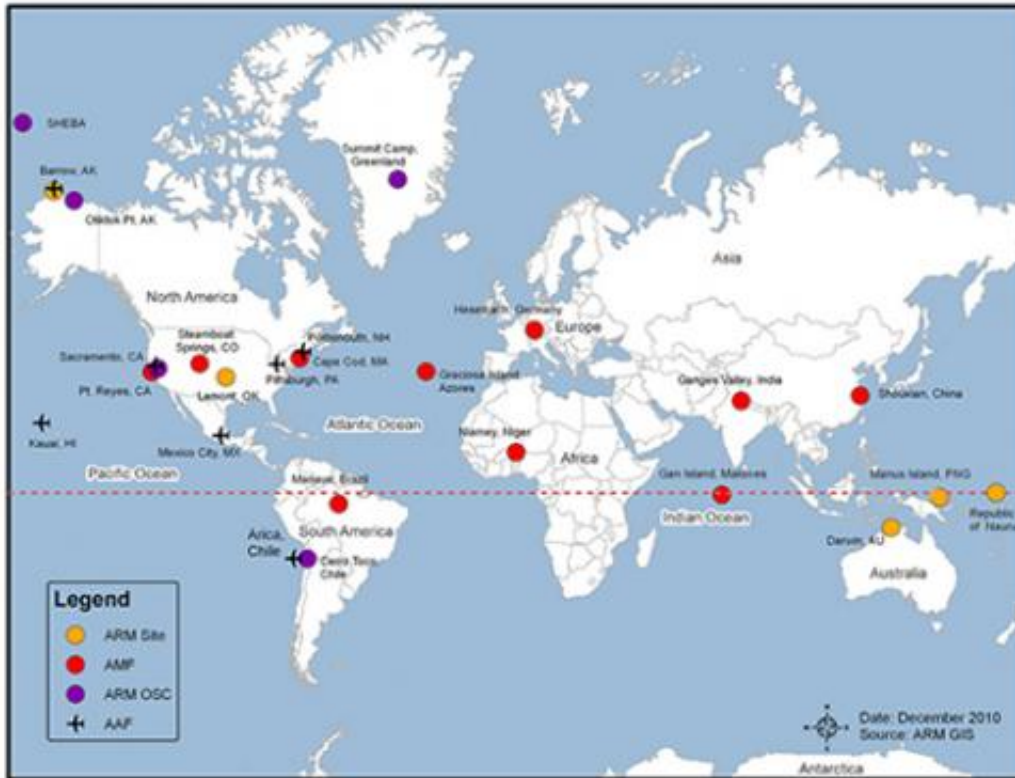 SHEBA
Barrow, AK
Oliktok Pt. AK
Summit Camp,
Greenland
North America
Asia
Steamboat
Springs, CO
Portsmouth, NH
Sacramento, CA
Cape Cod, MA
Pittsburgh, PA
Pt. Reyes, CA
Lamont, OK
Germany
Europe
Graciosa Island
Azores
Ganges Valley, India
Shouxian, China
Kauai, HI
Mexico City, MX
Atlantic Ocean
Niamey, Niger
Africa
Pacific Ocean
Brazil
Gan Island, Maldives
Manus Island, PNG
Republic
of Nauru
Indian Ocean
South America
Arica,
Chile
Cerro Toco,
Chile
Darwin, AU
Australia
Legend
ARM Site
AMF
ARM OSC
AAF
Date: December 2010
Source: ARM GIS
Antarctica